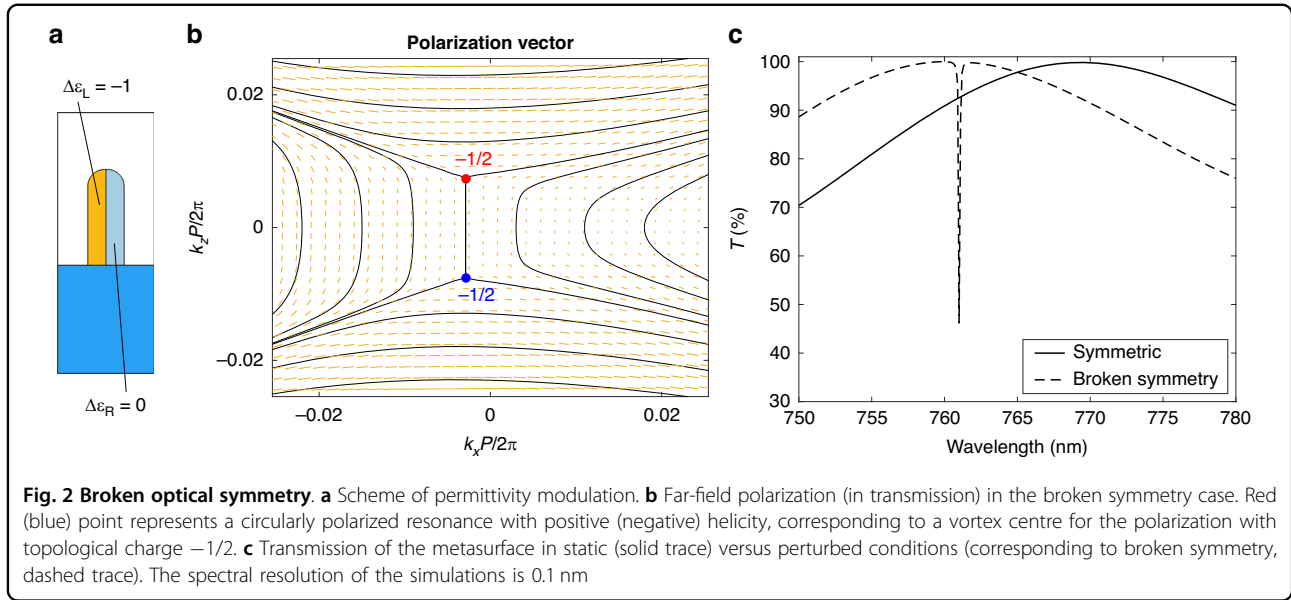 a
Δε_L = −1
Δε_R = 0
b
Polarization vector
k_zP/2π
0.02
0
−0.02
−1/2
−1/2
−0.02
0
0.02
k_xP/2π
c
T (%)
100
90
80
70
60
50
40
30
Symmetric
Broken symmetry
750
755
760
765
770
775
780
Wavelength (nm)
Fig. 2 Broken optical symmetry. a Scheme of permittivity modulation. b Far-field polarization (in transmission) in the broken symmetry case. Red
(blue) point represents a circularly polarized resonance with positive (negative) helicity, corresponding to a vortex centre for the polarization with
topological charge −1/2. c Transmission of the metasurface in static (solid trace) versus perturbed conditions (corresponding to broken symmetry,
dashed trace). The spectral resolution of the simulations is 0.1 nm